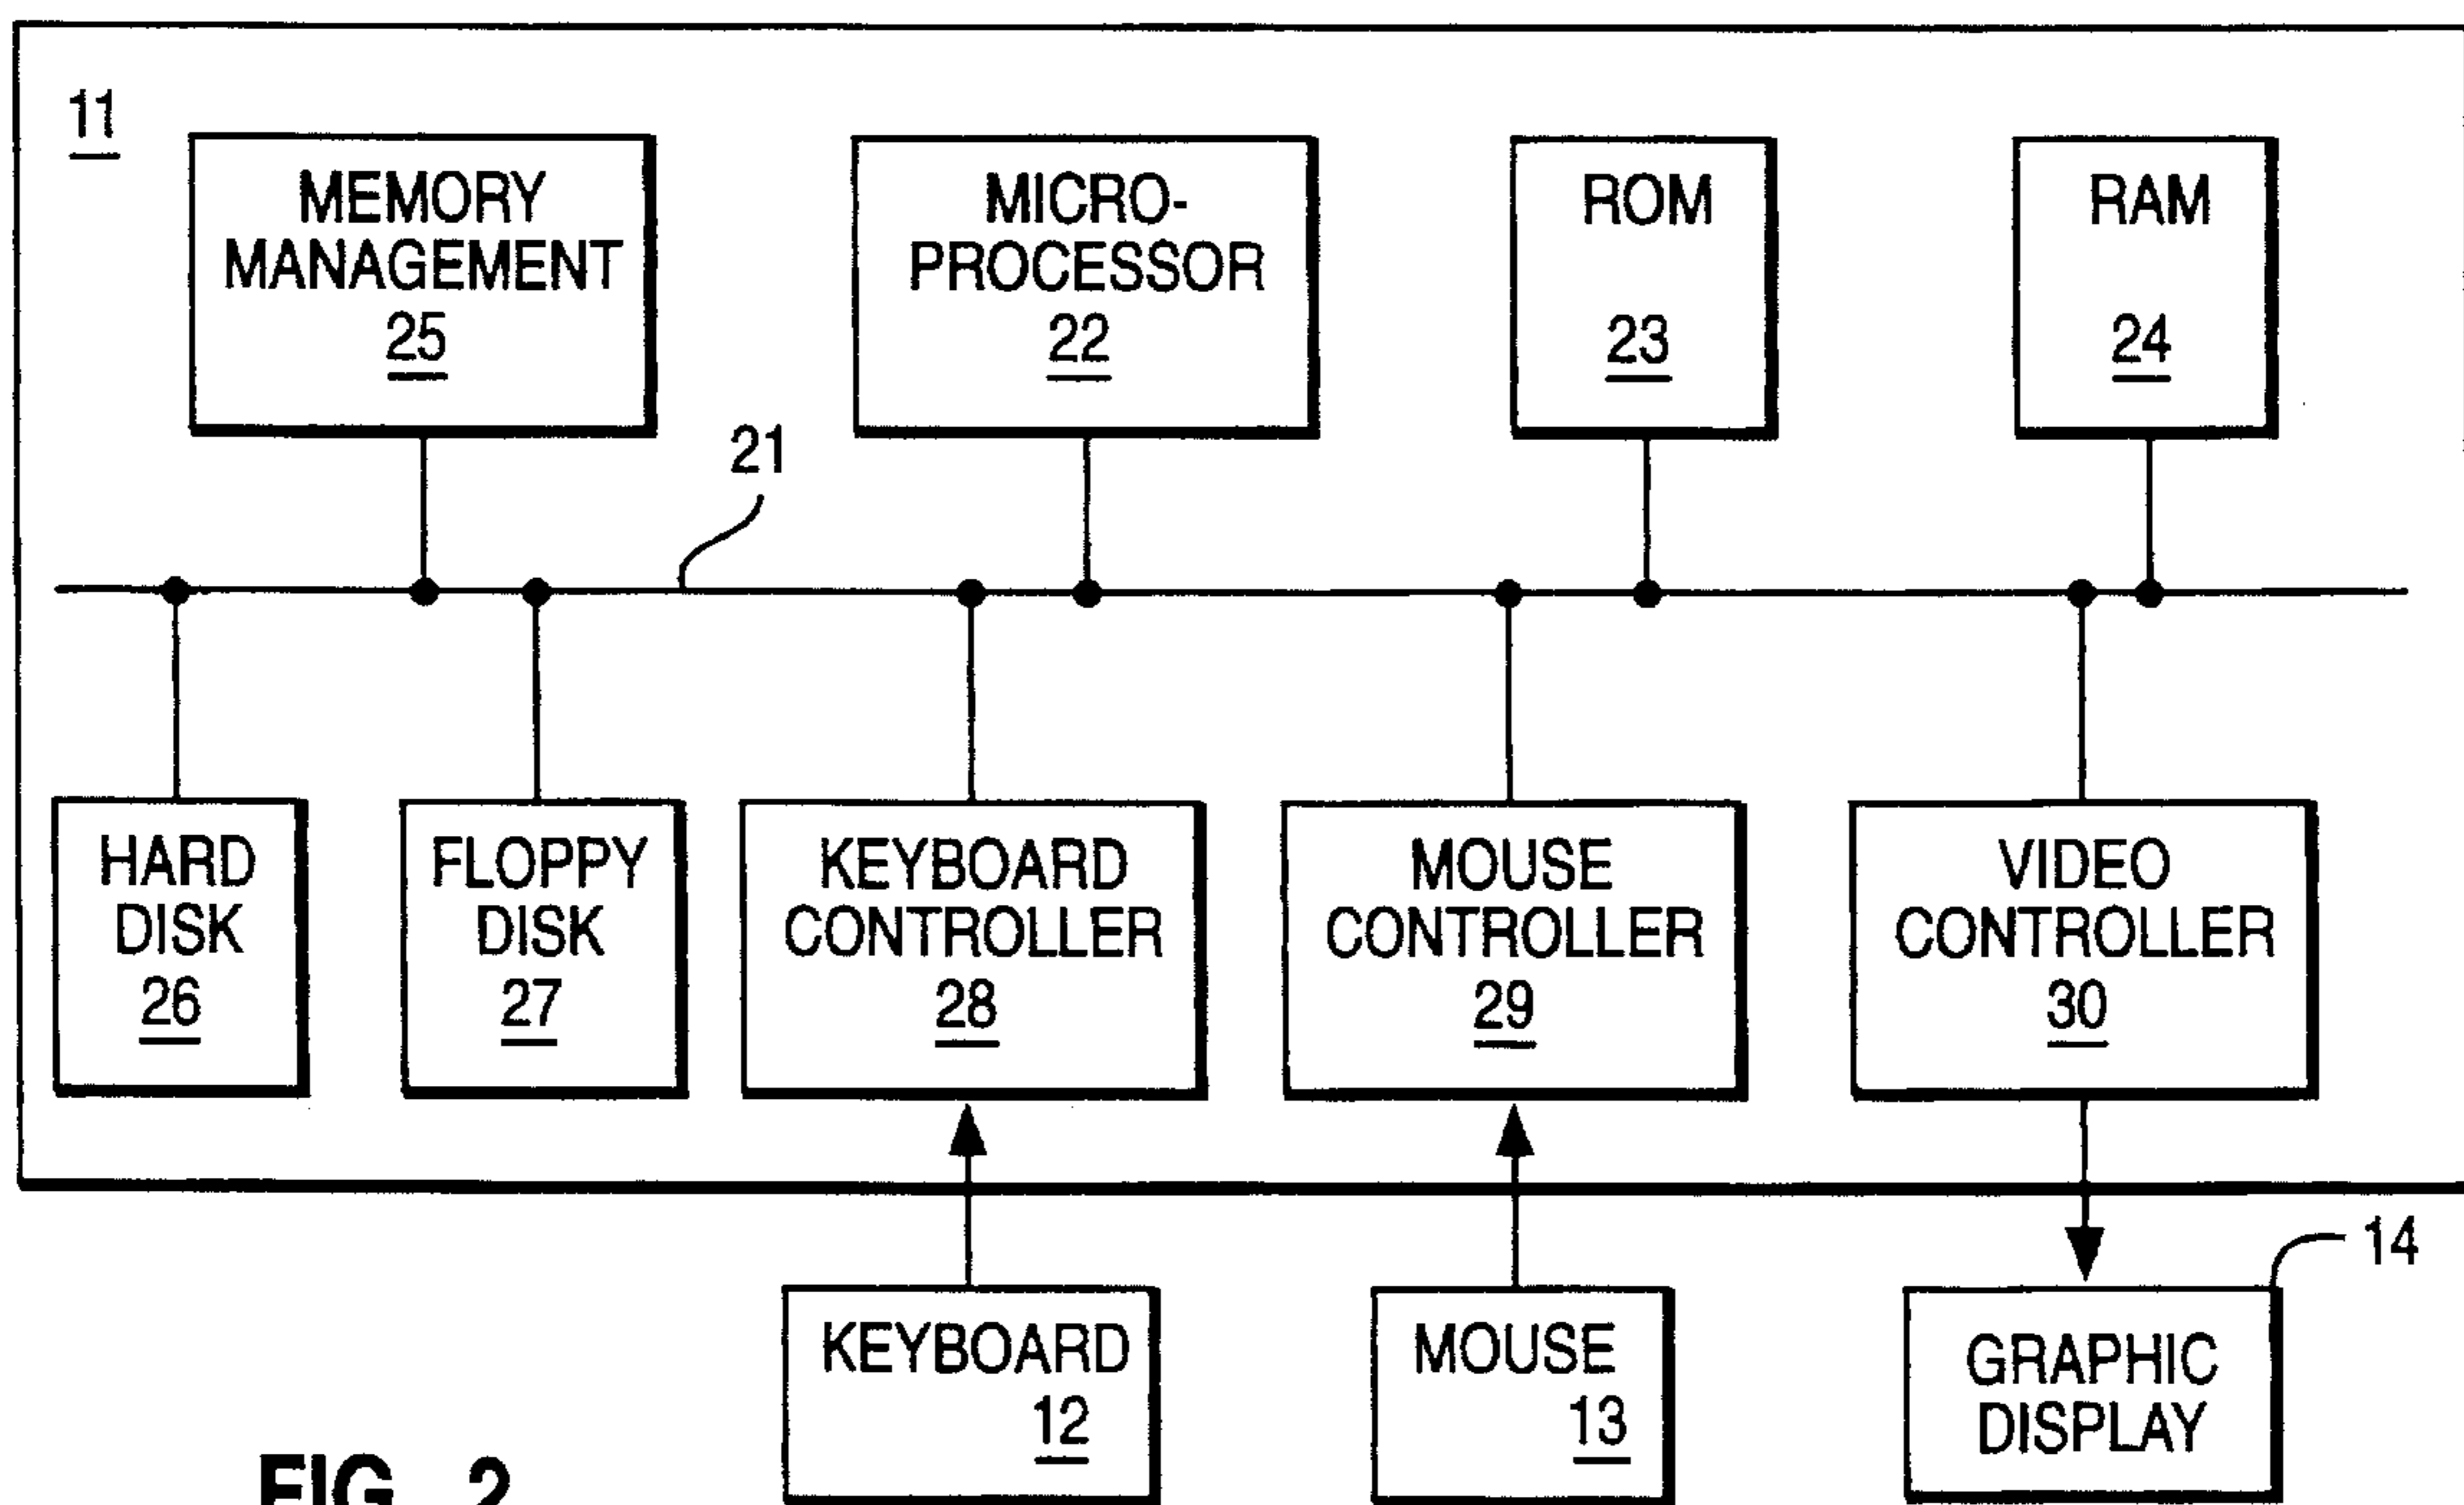 11
MEMORY
MANAGEMENT
25
MICRO-
PROCESSOR
22
ROM
23
RAM
24
21
HARD
DISK
26
FLOPPY
DISK
27
KEYBOARD
CONTROLLER
28
MOUSE
CONTROLLER
29
VIDEO
CONTROLLER
30
KEYBOARD
12
MOUSE
13
14
GRAPHIC
DISPLAY
FIG. 2